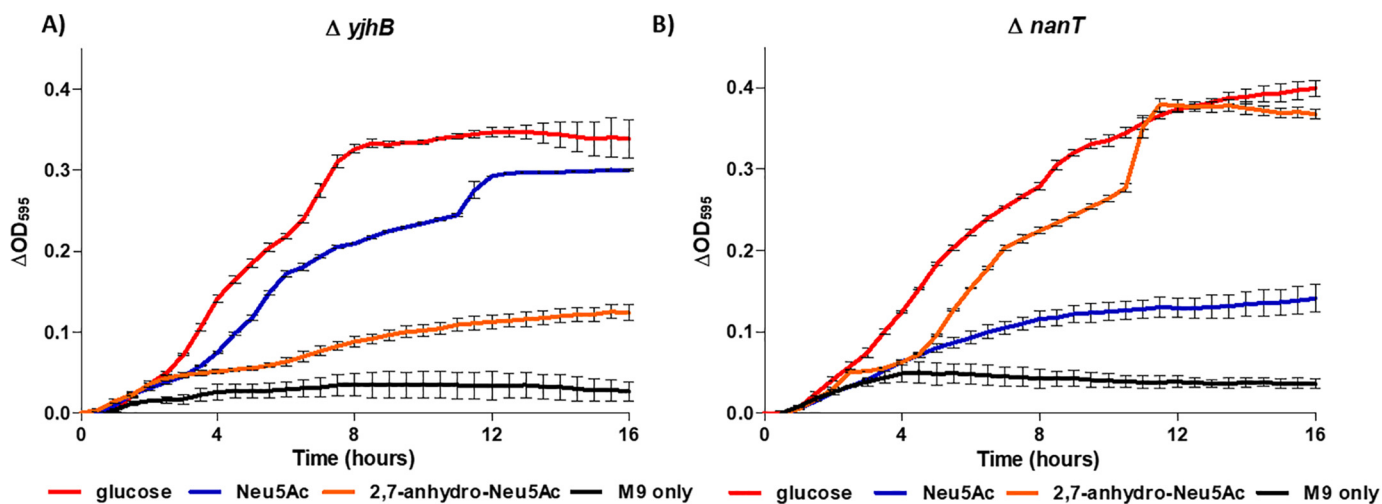 A)
Δ yjhB
ΔOD595
0.4
0.3
0.2
0.1
0.0
0 4 8 12 16
Time (hours)
glucose Neu5Ac 2,7-anhydro-Neu5Ac M9 only
B)
Δ nanT
ΔOD595
0.4
0.3
0.2
0.1
0.0
0 4 8 12 16
Time (hours)
glucose Neu5Ac 2,7-anhydro-Neu5Ac M9 only